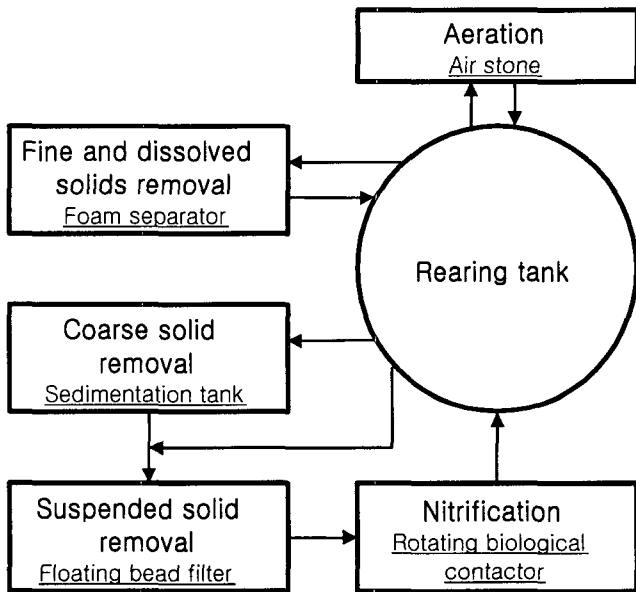 Aeration
Air stone
Fine and dissolved
solids removal
Foam separator
Rearing tank
Coarse solid
removal
Sedimentation tank
Suspended solid
removal
Floating bead filter
Nitrification
Rotating biological
contactor